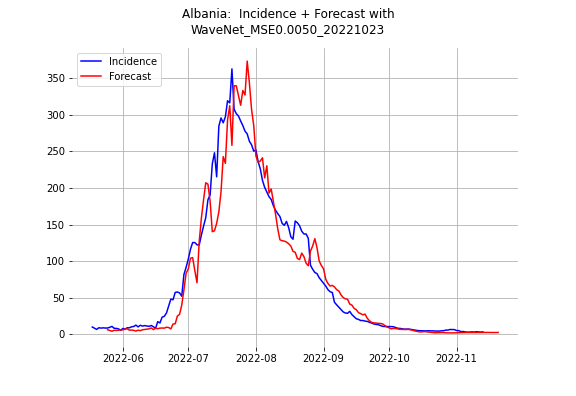 Albania:  Incidence + Forecast with
WaveNet_MSE0.0050_20221023
Incidence
Forecast
350
300
250
200
150
100
50
0
2022-06 2022-07 2022-08 2022-09 2022-10 2022-11